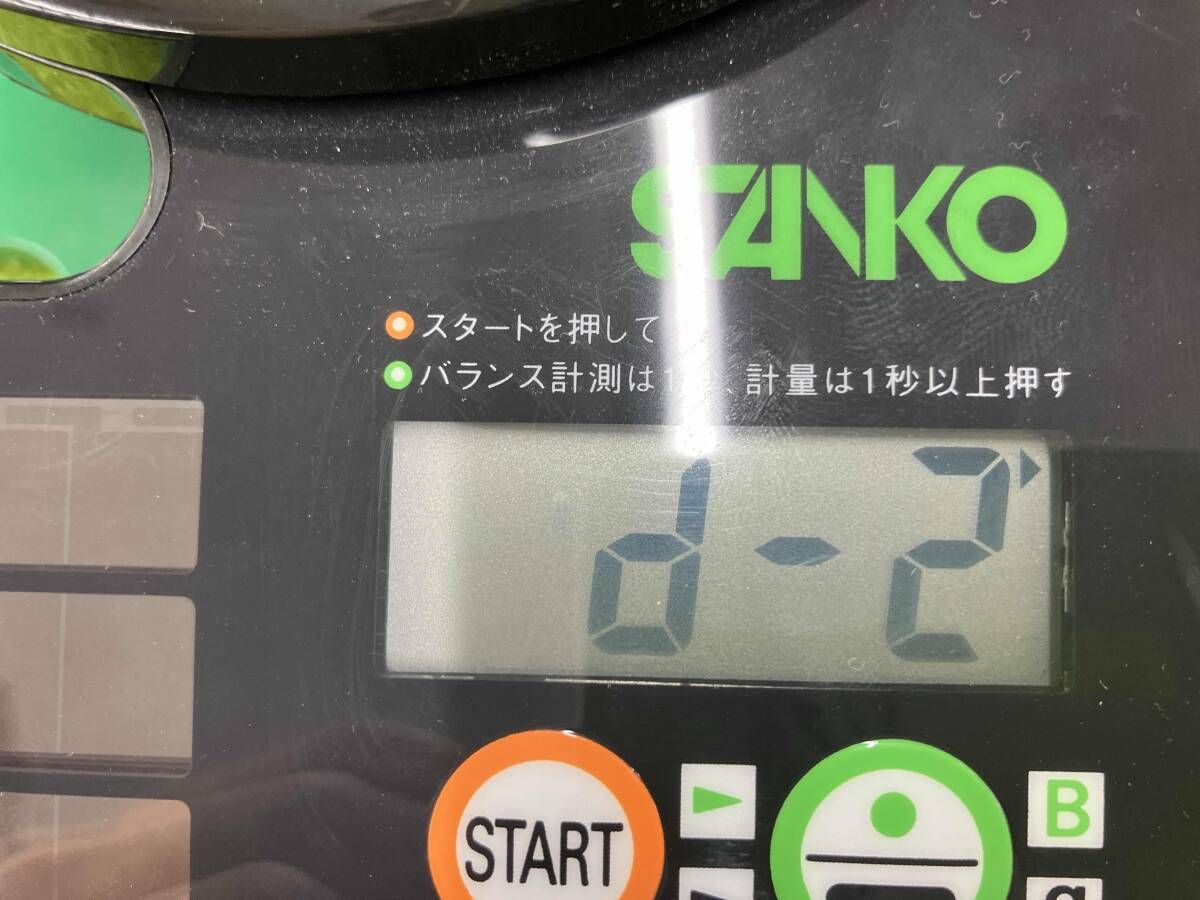 SANKO
スタートを押して
バランス計測は1 、計量は1秒以上押す
d-2
START
B
g